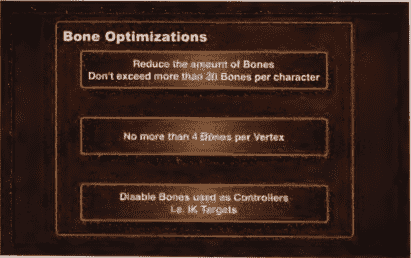 Bone Optimizations
Reduce the amount of Bones
Don't exceed more than Bones per character
No more than 4 Bones per Vertex
Disable Bones used as Controllers
i.e. IK Targets